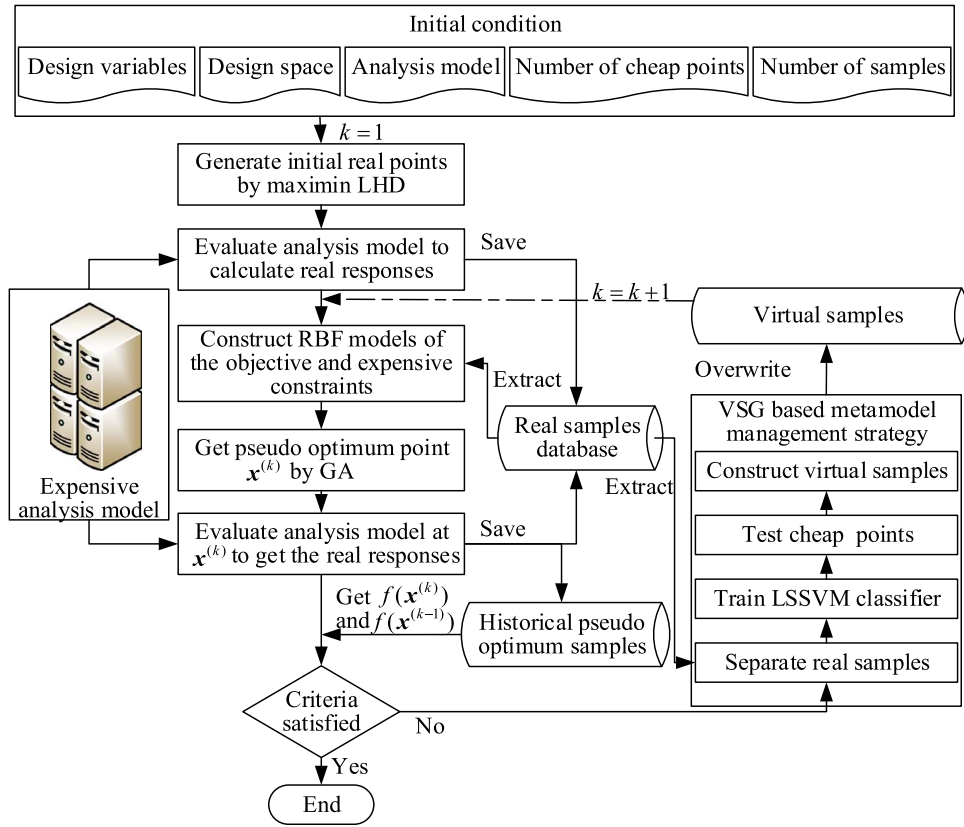 Initial condition
Design variables
Design space
Analysis model
Number of cheap points
Number of samples
k = 1
Generate initial real points
by maximin LHD
Evaluate analysis model to
calculate real responses
Save
k = k + 1
Virtual samples
Construct RBF models of
the objective and expensive
constraints
Extract
Overwrite
Real samples
database
VSG based metamodel
management strategy
Get pseudo optimum point
x^(k) by GA
Construct virtual samples
Expensive
analysis model
Extract
Evaluate analysis model at
x^(k) to get the real responses
Save
Test cheap points
Get f(x^(k))
and f(x^(k-1))
Historical pseudo
optimum samples
Train LSSVM classifier
Separate real samples
Criteria
satisfied
No
Yes
End